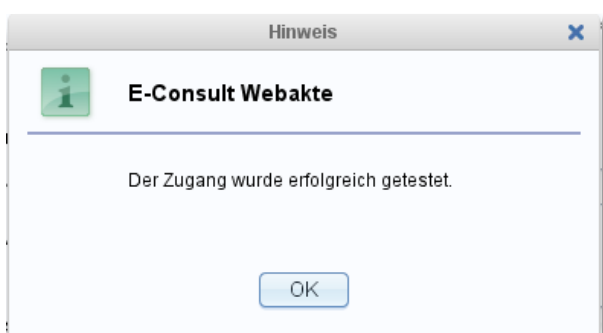 Hinweis
E-Consult Webakte
Der Zugang wurde erfolgreich getestet.
OK